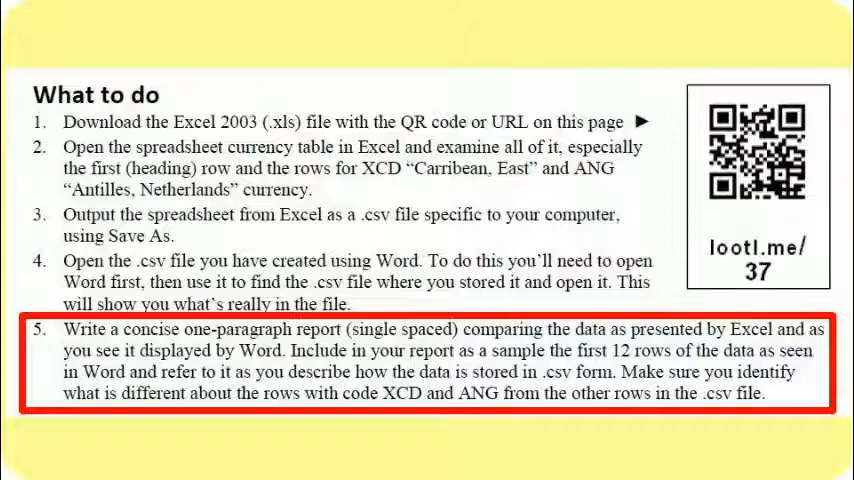 What to do
1. Download the Excel 2003 (.xls) file with the QR code or URL on this page ►
2. Open the spreadsheet currency table in Excel and examine all of it, especially
the first (heading) row and the rows for XCD “Carribean, East” and ANG
“Antilles, Netherlands” currency.
3. Output the spreadsheet from Excel as a .csv file specific to your computer,
using Save As.
4. Open the .csv file you have created using Word. To do this you’ll need to open
Word first, then use it to find the .csv file where you stored it and open it. This
will show you what’s really in the file.
5. Write a concise one-paragraph report (single spaced) comparing the data as presented by Excel and as
you see it displayed by Word. Include in your report as a sample the first 12 rows of the data as seen
in Word and refer to it as you describe how the data is stored in .csv form. Make sure you identify
what is different about the rows with code XCD and ANG from the other rows in the .csv file.
lootl.me/
37